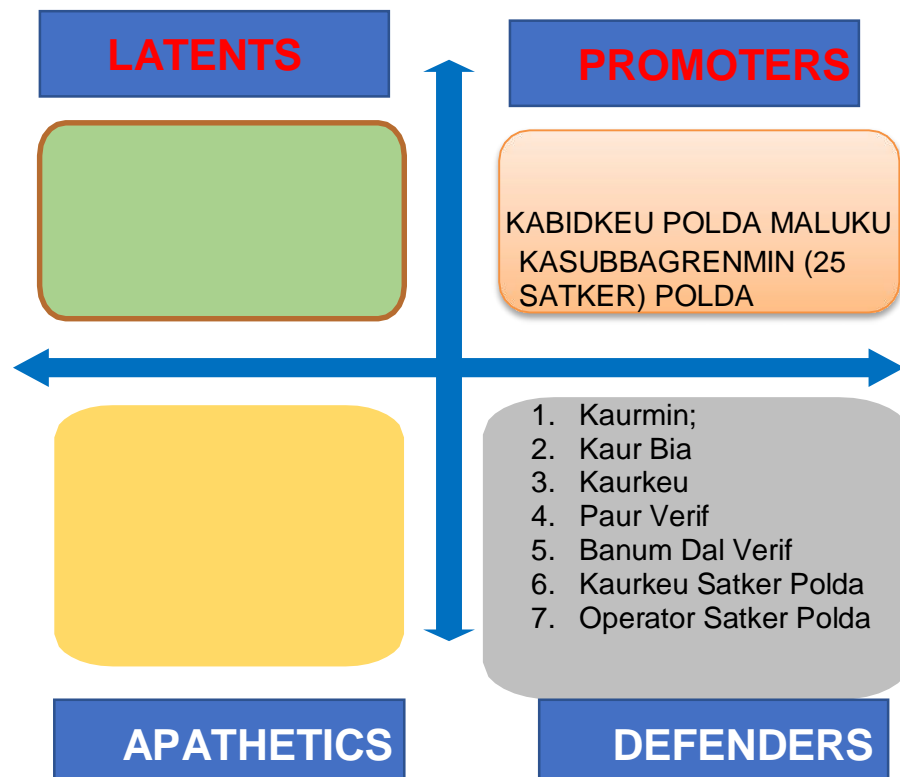 LATENTS
PROMOTERS
KABIDKEU POLDA MALUKU
KASUBBAGRENMIN (25
SATKER) POLDA
1. Kaurmin;
2. Kaur Bia
3. Kaurkeu
4. Paur Verif
5. Banum Dal Verif
6. Kaurkeu Satker Polda
7. Operator Satker Polda
APATHETICS
DEFENDERS